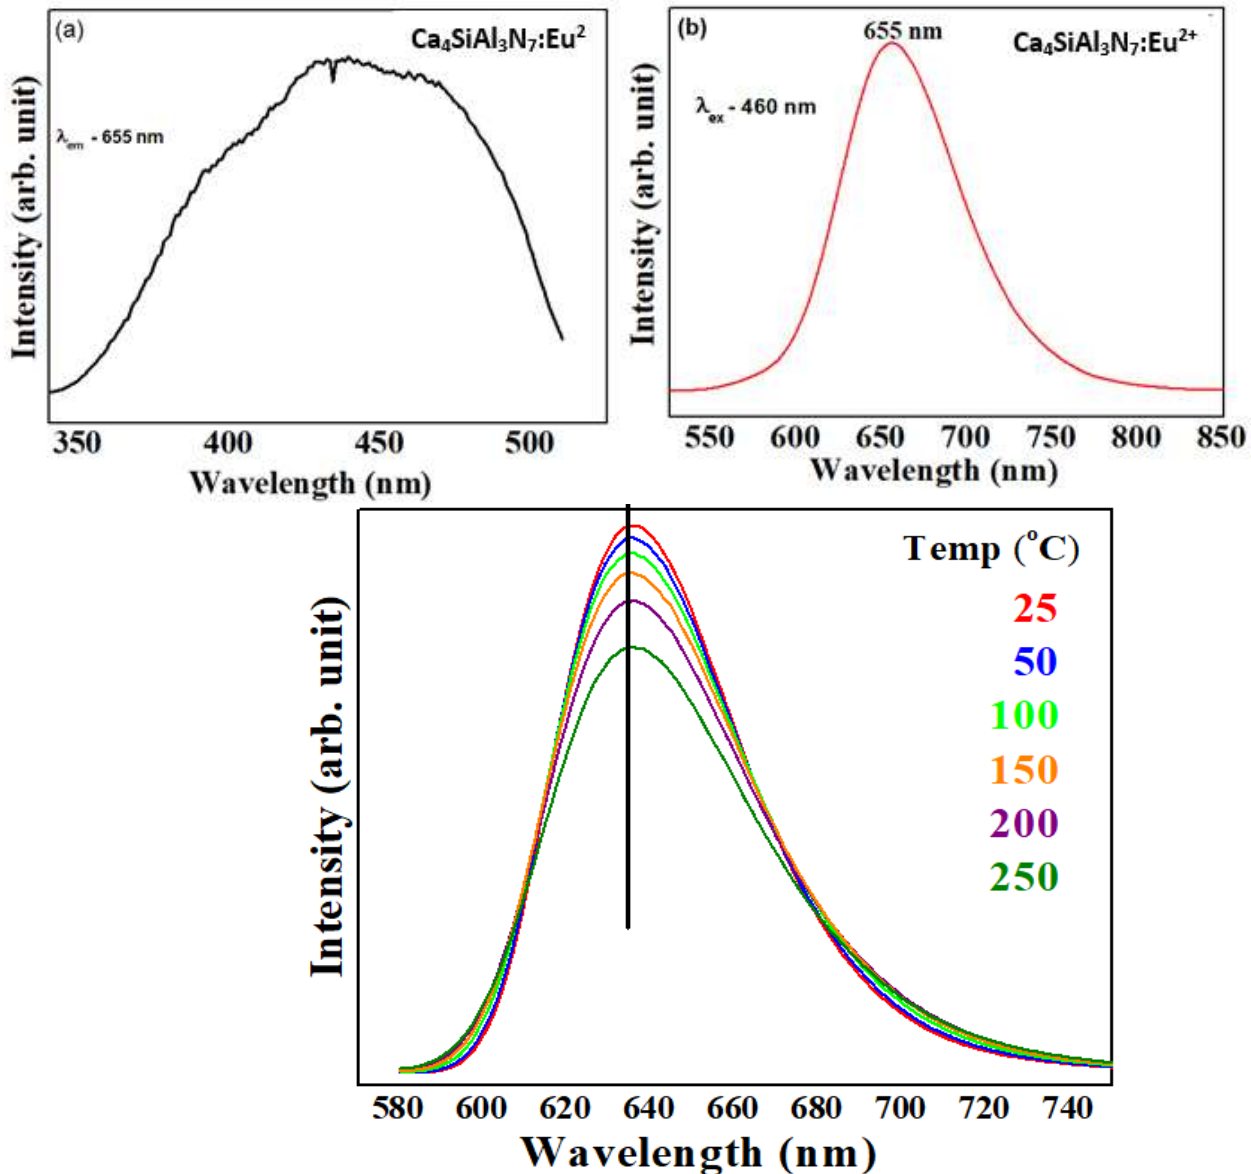 (a)
Ca₄SiAl₃N₇:Eu²
λem - 655 nm
Intensity (arb. unit)
350 400 450 500
Wavelength (nm)
(b)
655 nm
Ca₄SiAl₃N₇:Eu²⁺
λex - 460 nm
Intensity (arb. unit)
550 600 650 700 750 800 850
Wavelength (nm)
Temp (°C)
25
50
100
150
200
250
Intensity (arb. unit)
580 600 620 640 660 680 700 720 740
Wavelength (nm)